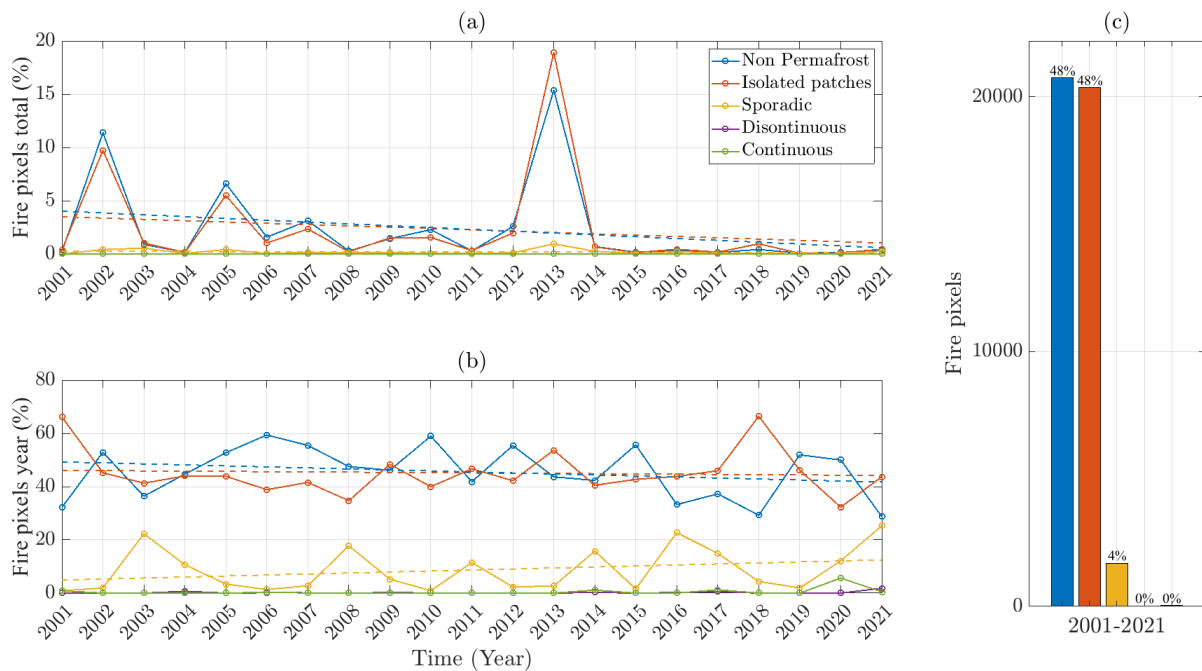 (a)
Fire pixels total (%)
20
15
10
5
0
Non Permafrost
Isolated patches
Sporadic
Disontinuous
Continuous
2001 2002 2003 2004 2005 2006 2007 2008 2009 2010 2011 2012 2013 2014 2015 2016 2017 2018 2019 2020 2021
(b)
Fire pixels year (%)
80
60
40
20
0
2001 2002 2003 2004 2005 2006 2007 2008 2009 2010 2011 2012 2013 2014 2015 2016 2017 2018 2019 2020 2021
Time (Year)
(c)
Fire pixels
20000
10000
0
48% 48% 4% 0% 0%
2001-2021